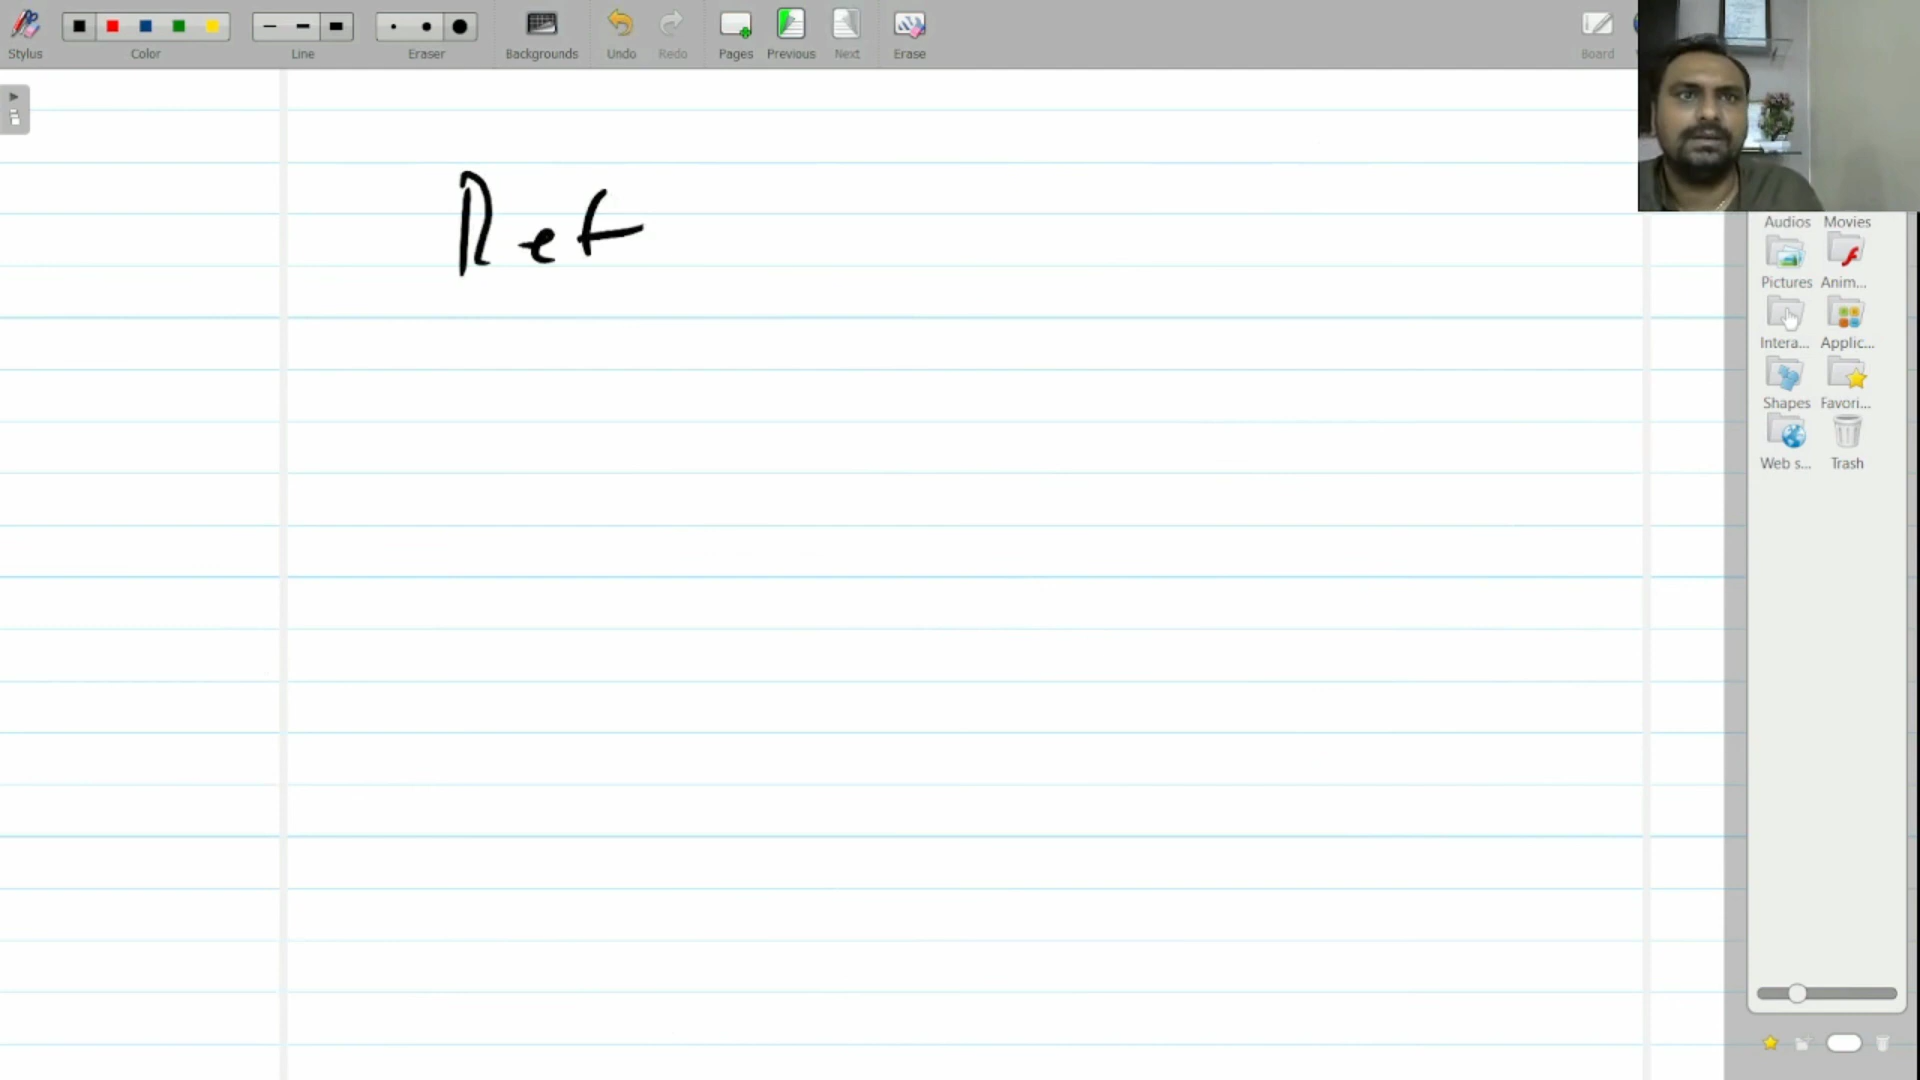 Stylus Color Line Eraser Backgrounds Undo Redo Pages Previous Next Erase Board
Ret
Audios Movies
Pictures Anim...
Intera... Applic...
Shapes Favori...
Web s... Trash